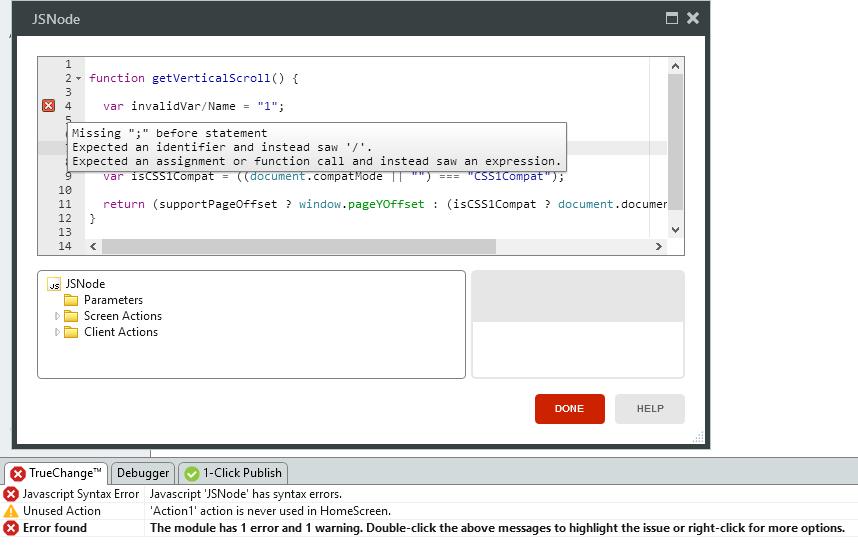 JSNode
1
2 function getVerticalScroll() {
3
4 var invalidVar/Name = "1";
5
Missing ";" before statement
Expected an identifier and instead saw '/'.
Expected an assignment or function call and instead saw an expression.
9 var isCSS1Compat = ((document.compatMode || "") === "CSS1Compat");
10
11 return (supportPageOffset ? window.pageYOffset : (isCSS1Compat ? document.documen
12 }
13
14
JSNode
Parameters
Screen Actions
Client Actions
DONE HELP
TrueChange™ Debugger 1-Click Publish
Javascript Syntax Error Javascript 'JSNode' has syntax errors.
Unused Action 'Action1' action is never used in HomeScreen.
Error found The module has 1 error and 1 warning. Double-click the above messages to highlight the issue or right-click for more options.